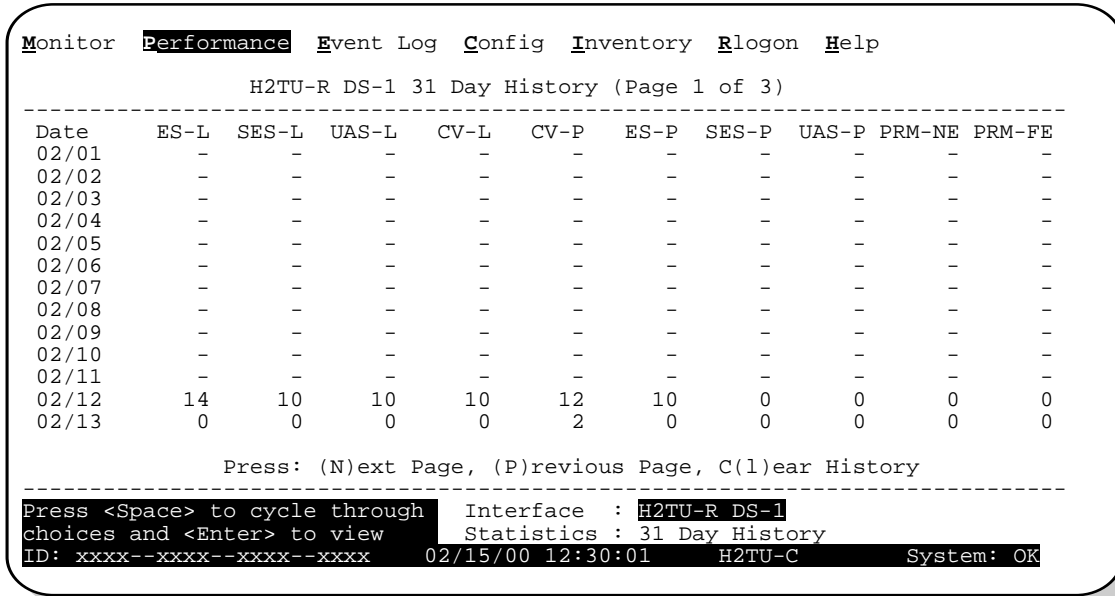 Monitor Performance Event Log Config Inventory Rlogon Help
H2TU-R DS-1 31 Day History (Page 1 of 3)
--------------------------------------------------------------------------------
Date ES-L SES-L UAS-L CV-L CV-P ES-P SES-P UAS-P PRM-NE PRM-FE
02/01 - - - - - - - - - -
02/02 - - - - - - - - - -
02/03 - - - - - - - - - -
02/04 - - - - - - - - - -
02/05 - - - - - - - - - -
02/06 - - - - - - - - - -
02/07 - - - - - - - - - -
02/08 - - - - - - - - - -
02/09 - - - - - - - - - -
02/10 - - - - - - - - - -
02/11 - - - - - - - - - -
02/12 14 10 10 10 12 10 0 0 0 0
02/13 0 0 0 0 2 0 0 0 0 0
Press: (N)ext Page, (P)revious Page, C(l)ear History
--------------------------------------------------------------------------------
Press <Space> to cycle through Interface : H2TU-R DS-1
choices and <Enter> to view Statistics : 31 Day History
ID: xxxx--xxxx--xxxx--xxxx 02/15/00 12:30:01 H2TU-C System: OK